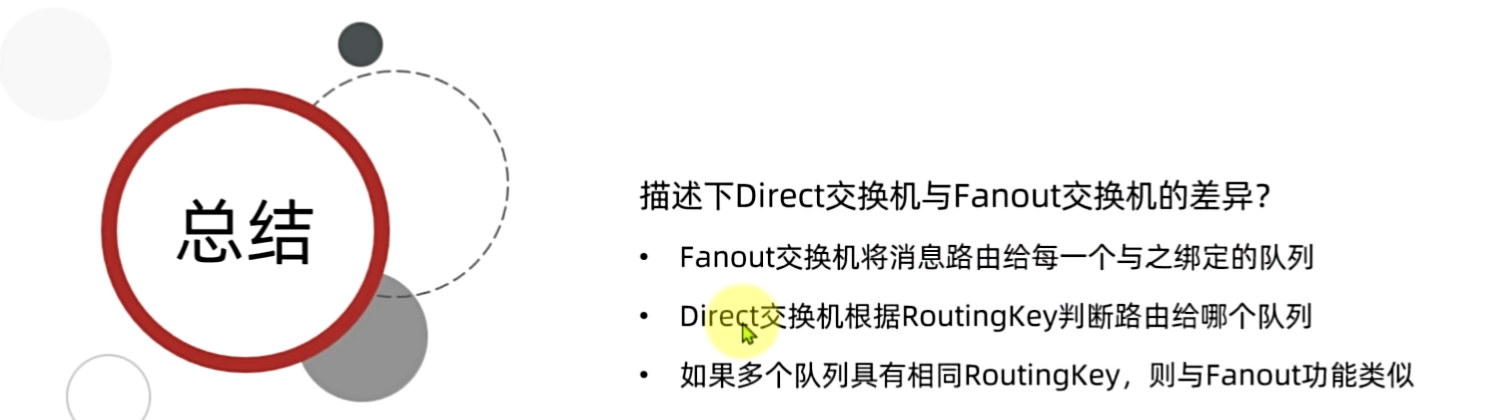 总结
描述下Direct交换机与Fanout交换机的差异？
• Fanout交换机将消息路由给每一个与之绑定的队列
• Direct交换机根据RoutingKey判断路由给哪个队列
• 如果多个队列具有相同RoutingKey，则与Fanout功能类似